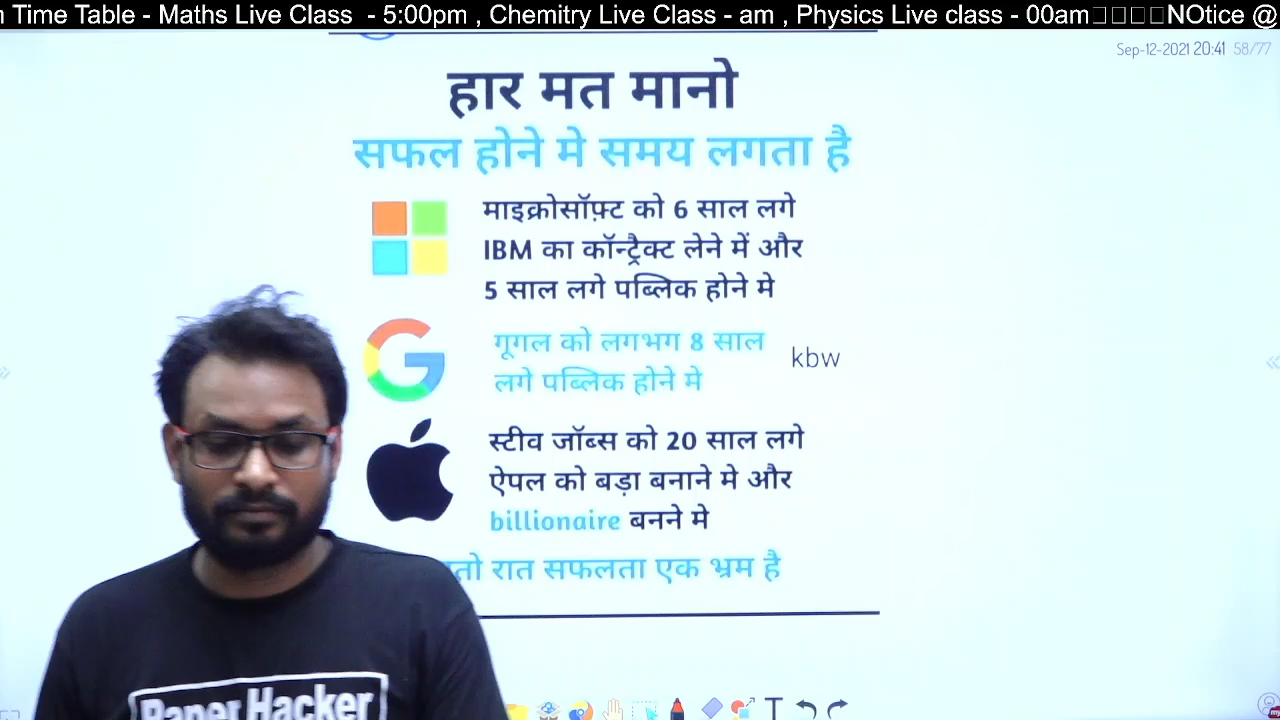 Time Table - Maths Live Class - 5:00pm , Chemitry Live Class - am , Physics Live class - 00am□□□□NOtice @
Sep-12-2021 20:41 58/77
हार मत मानो
सफल होने मे समय लगता है
माइक्रोसॉफ़्ट को 6 साल लगे
IBM का कॉन्ट्रैक्ट लेने में और
5 साल लगे पब्लिक होने मे
गूगल को लगभग 8 साल
लगे पब्लिक होने मे
kbw
स्टीव जॉब्स को 20 साल लगे
ऐपल को बड़ा बनाने मे और
billionaire बनने मे
रात सफलता एक भ्रम है
Paper Hacker
T